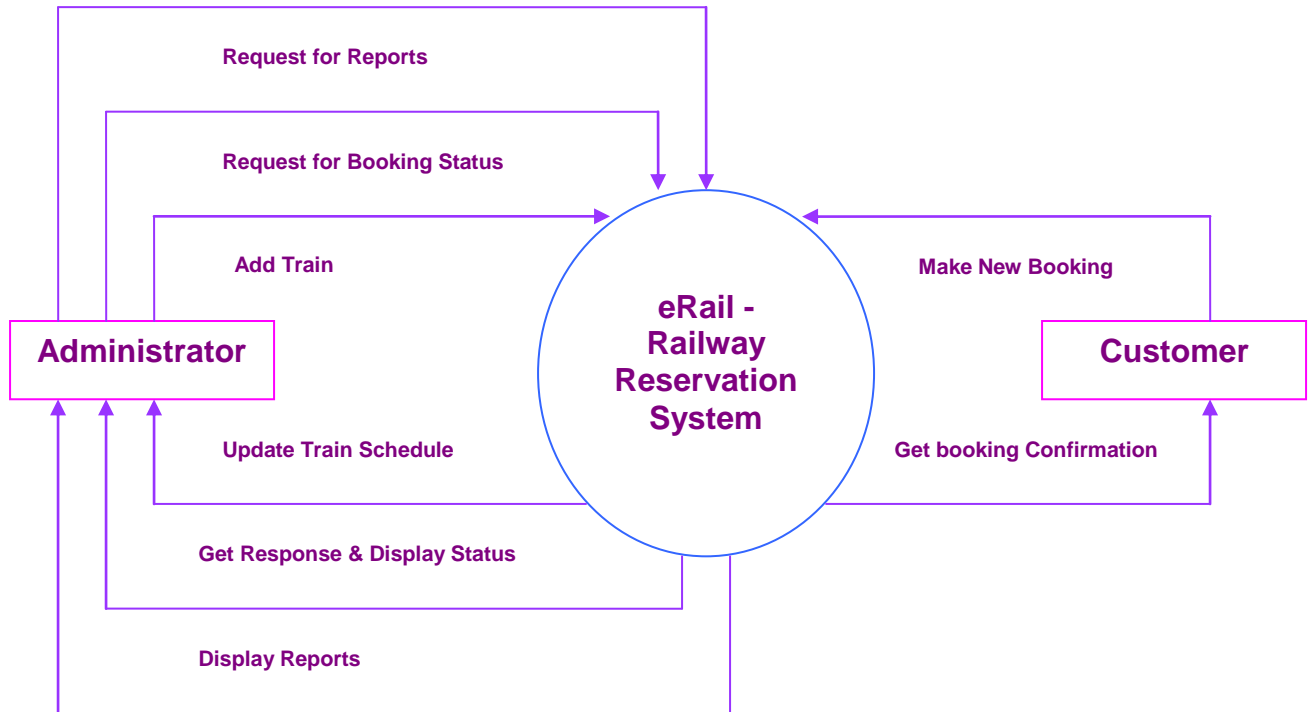 Request for Reports
Request for Booking Status
Add Train
Make New Booking
eRail -
Railway
Reservation
System
Administrator
Customer
Update Train Schedule
Get booking Confirmation
Get Response & Display Status
Display Reports